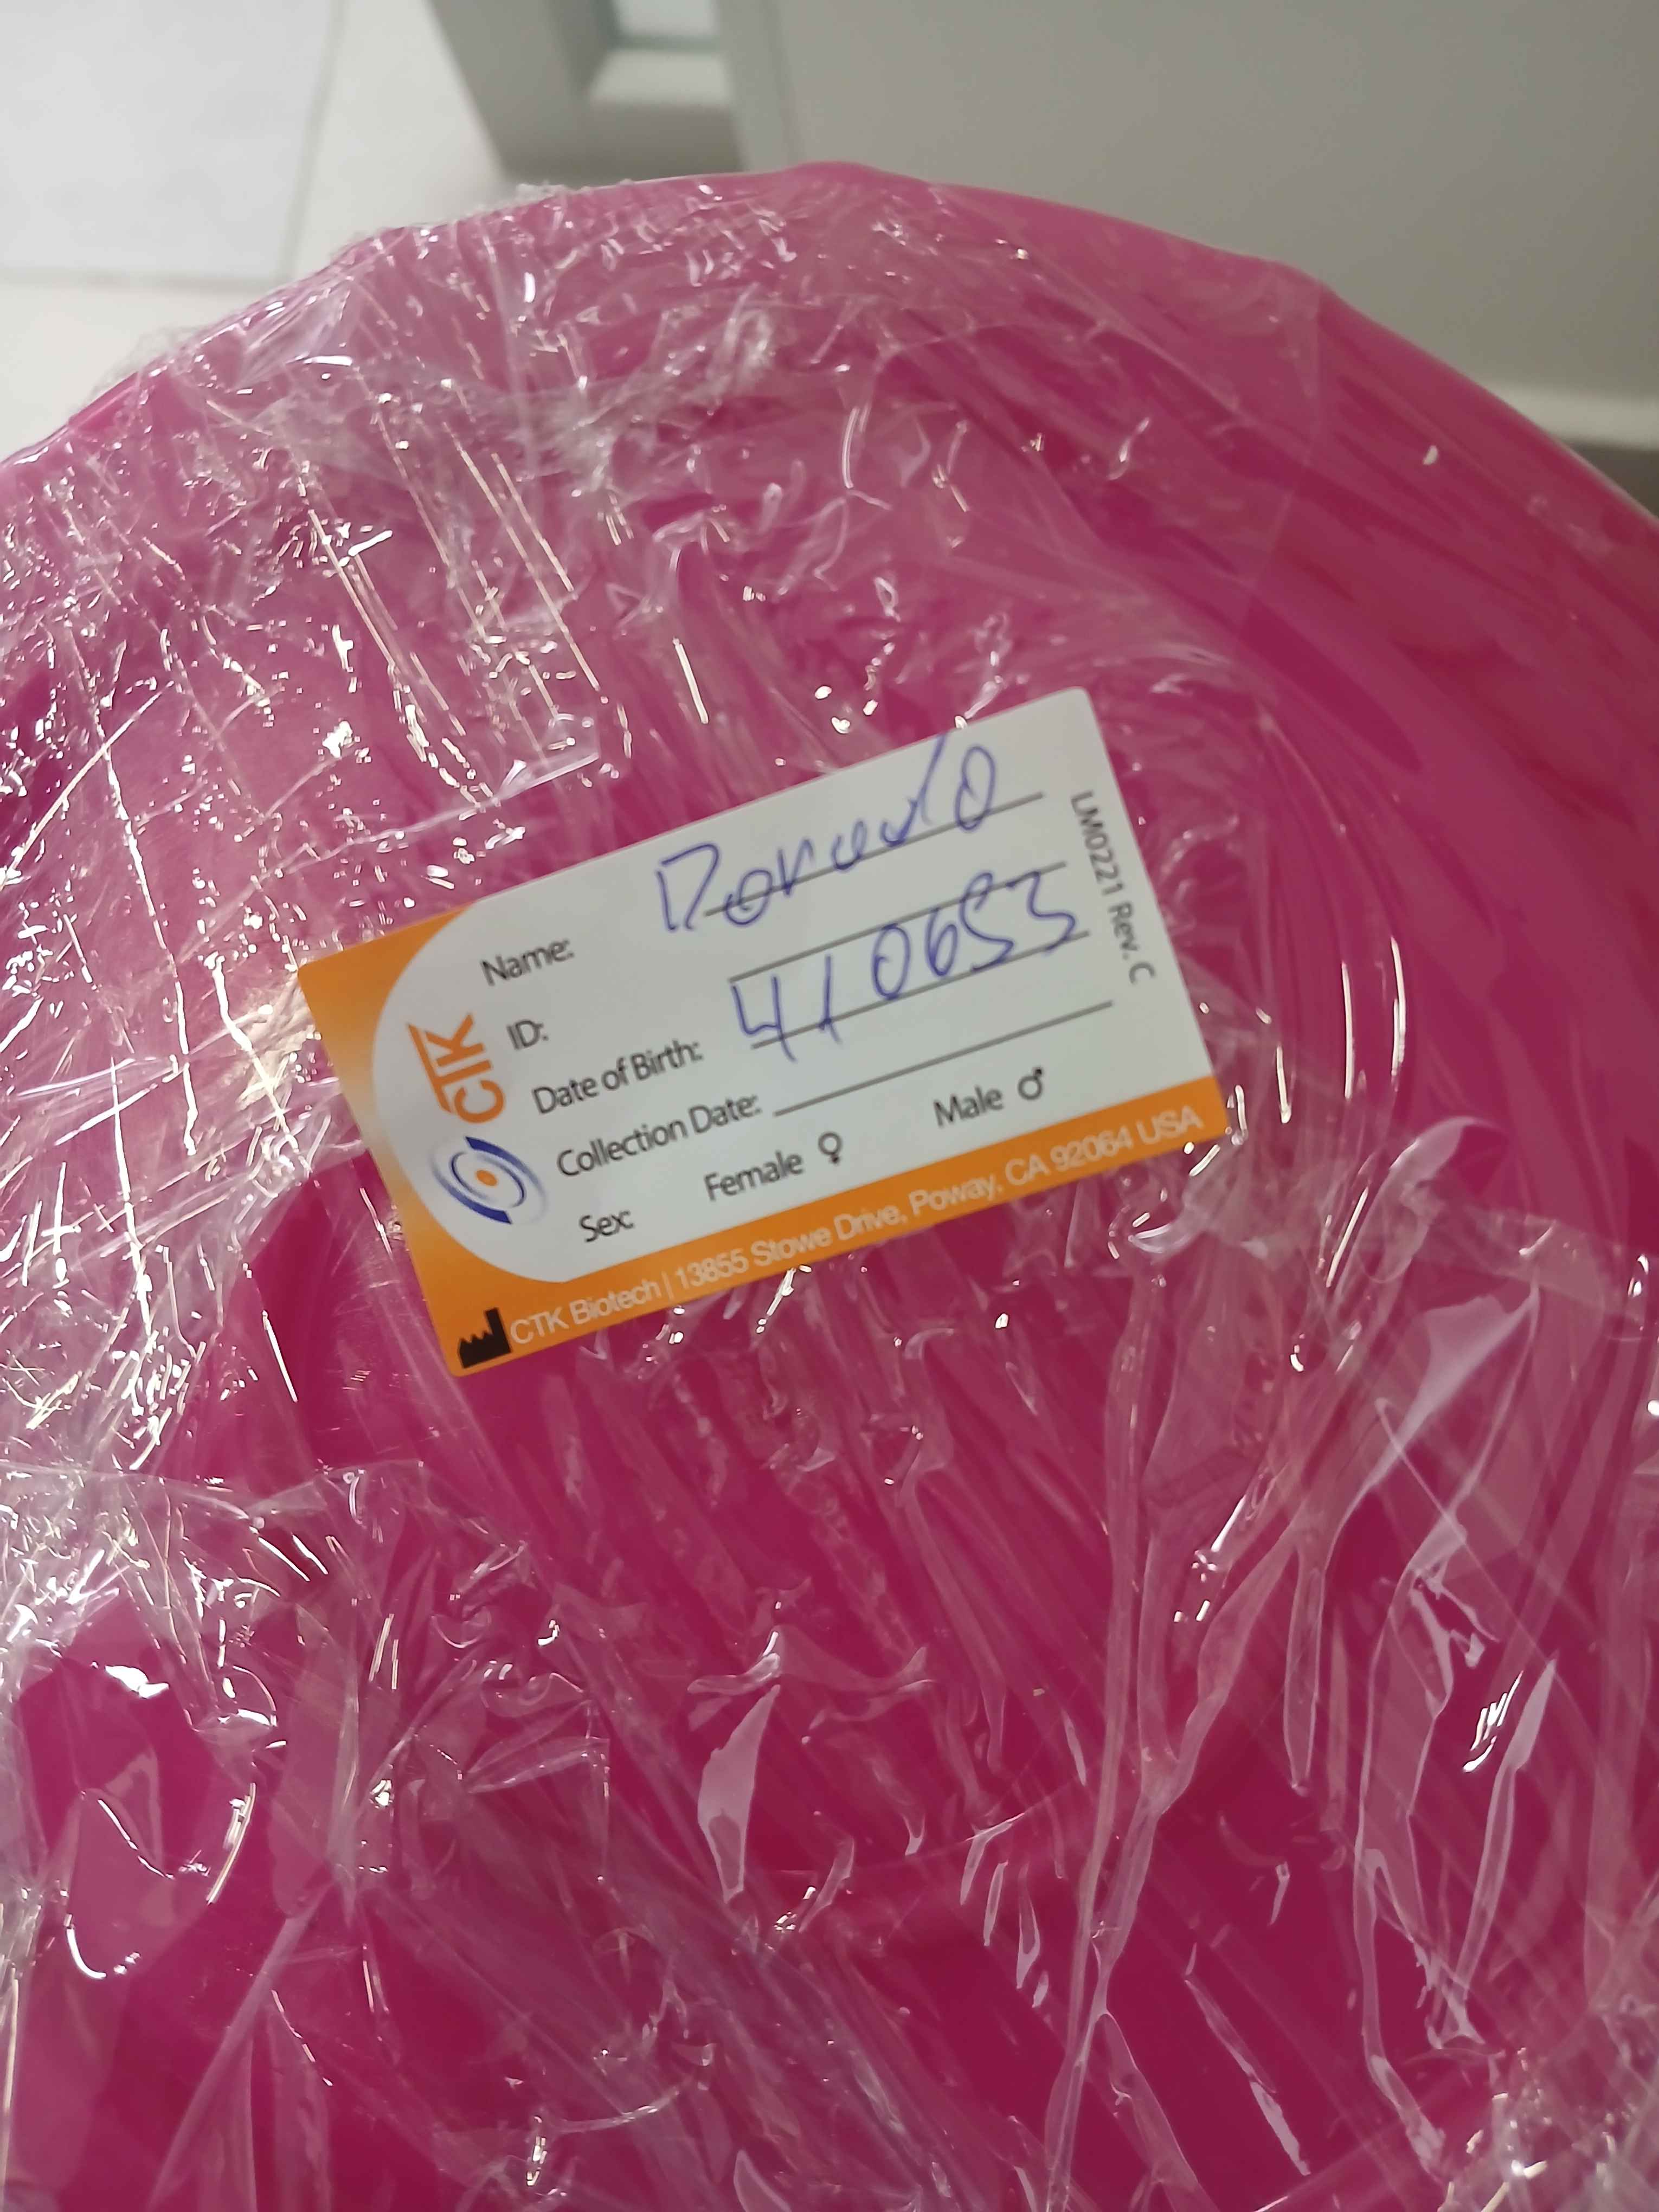 Name: Donavdo
ID: 410653
Date of Birth:
Collection Date:
Sex: Female ♀ Male ♂
CTK
LM0221 Rev. C
CTK Biotech | 13855 Stowe Drive, Poway, CA 92064 USA